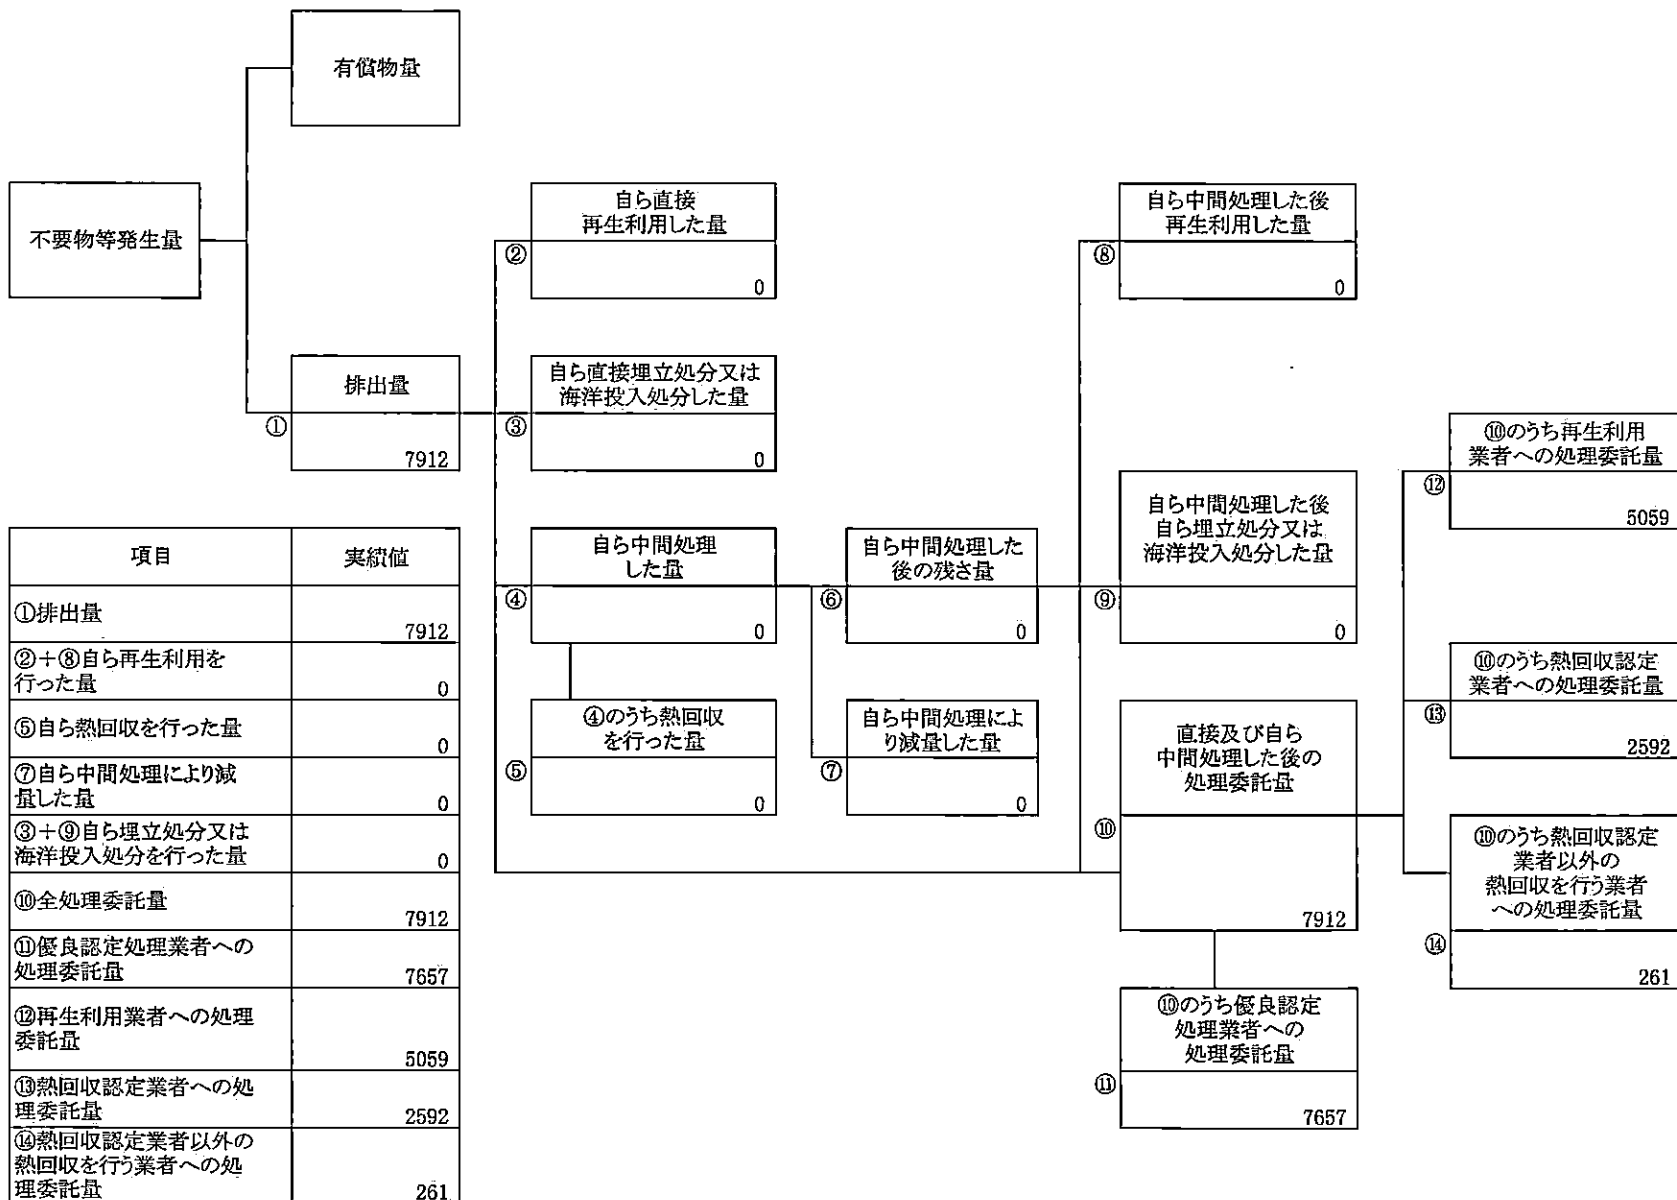 有償物量
不要物等発生量
自ら直接
再生利用した量
②
0
自ら中間処理した後
再生利用した量
⑧
0
排出量
①
7912
自ら直接埋立処分又は
海洋投入処分した量
③
0
⑩のうち再生利用
業者への処理委託量
⑫
5059
自ら中間処理
した量
④
0
自ら中間処理した
後の残さ量
⑥
0
自ら中間処理した後
自ら埋立処分又は
海洋投入処分した量
⑨
0
⑩のうち熱回収認定
業者への処理委託量
⑬
2592
④のうち熱回収
を行った量
⑤
0
自ら中間処理によ
り減量した量
⑦
0
直接及び自ら
中間処理した後の
処理委託量
⑩
7912
⑩のうち熱回収認定
業者以外の
熱回収を行う業者
への処理委託量
⑭
261
⑩のうち優良認定
処理業者への
処理委託量
⑪
7657
項目 実績値
①排出量
7912
②+⑧自ら再生利用を
行った量 0
⑤自ら熱回収を行った量
0
⑦自ら中間処理により減
量した量 0
③+⑨自ら埋立処分又は
海洋投入処分を行った量 0
⑩全処理委託量
7912
⑪優良認定処理業者への
処理委託量 7657
⑫再生利用業者への処理
委託量
5059
⑬熱回収認定業者への処
理委託量 2592
⑭熱回収認定業者以外の
熱回収を行う業者への処
理委託量 261